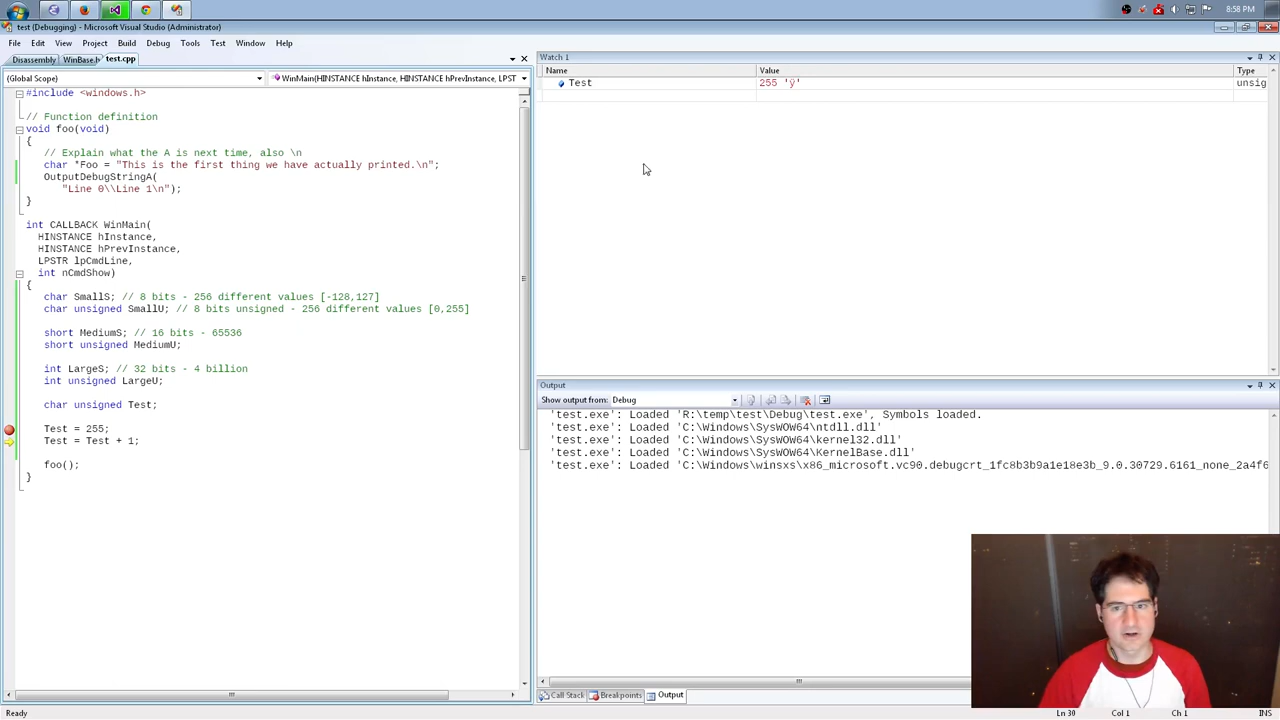 8:58 PM
test (Debugging) - Microsoft Visual Studio (Administrator)
File Edit View Project Build Debug Tools Test Window Help
Disassembly WinBase.h test.cpp
(Global Scope) WinMain(HINSTANCE hInstance, HINSTANCE hPrevInstance, LPST
#include <windows.h>
// Function definition
void foo(void)
{
// Explain what the A is next time, also \n
char *Foo = "This is the first thing we have actually printed.\n";
OutputDebugStringA(
"Line 0\\Line 1\n");
}
int CALLBACK WinMain(
HINSTANCE hInstance,
HINSTANCE hPrevInstance,
LPSTR lpCmdLine,
int nCmdShow)
{
char SmallS; // 8 bits - 256 different values [-128,127]
char unsigned SmallU; // 8 bits unsigned - 256 different values [0,255]
short MediumS; // 16 bits - 65536
short unsigned MediumU;
int LargeS; // 32 bits - 4 billion
int unsigned LargeU;
char unsigned Test;
Test = 255;
Test = Test + 1;
foo();
}
Watch 1
Name Value Type
Test 255 'ÿ' unsig
Output
Show output from: Debug
'test.exe': Loaded 'R:\temp\test\Debug\test.exe', Symbols loaded.
'test.exe': Loaded 'C:\Windows\SysWOW64\ntdll.dll'
'test.exe': Loaded 'C:\Windows\SysWOW64\kernel32.dll'
'test.exe': Loaded 'C:\Windows\SysWOW64\KernelBase.dll'
'test.exe': Loaded 'C:\Windows\winsxs\x86_microsoft.vc90.debugcrt_1fc8b3b9a1e18e3b_9.0.30729.6161_none_2a4f6
Call Stack Breakpoints Output
Ready Ln 30 Col 1 Ch 1 INS